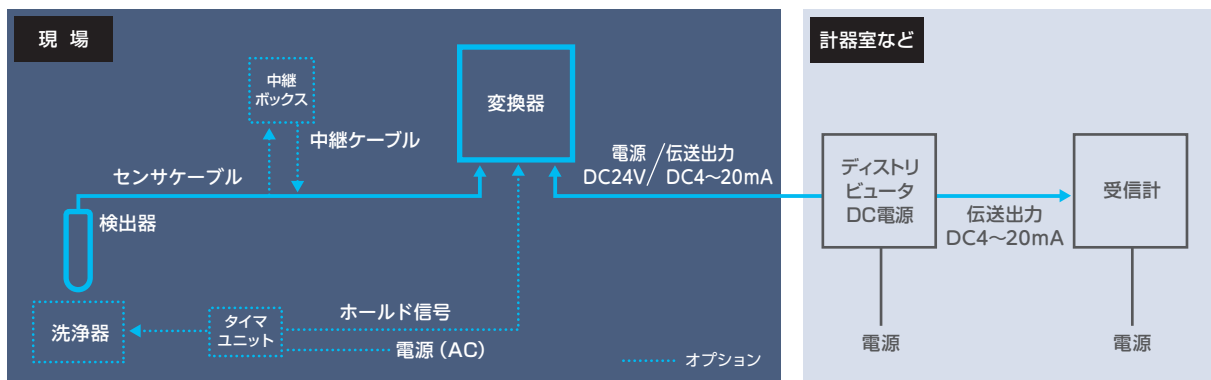 現 場
計器室など
中継
ボックス
変換器
中継ケーブル
センサケーブル
電源/伝送出力
DC24V/DC4〜20mA
ディストリ
ビュータ
DC電源
受信計
伝送出力
DC4〜20mA
検出器
洗浄器
タイマ
ユニット
ホールド信号
電源(AC)
オプション
電源
電源